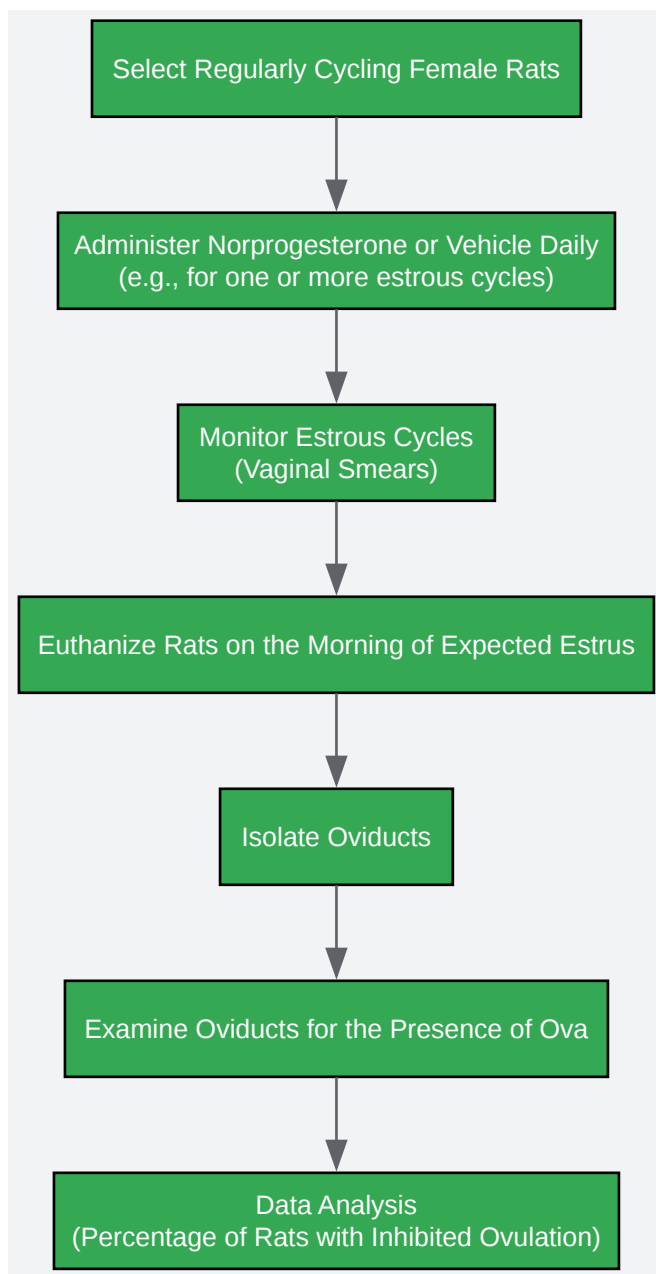 Select Regularly Cycling Female Rats
Administer Norprogesterone or Vehicle Daily
(e.g., for one or more estrous cycles)
Monitor Estrous Cycles
(Vaginal Smears)
Euthanize Rats on the Morning of Expected Estrus
Isolate Oviducts
Examine Oviducts for the Presence of Ova
Data Analysis
(Percentage of Rats with Inhibited Ovulation)